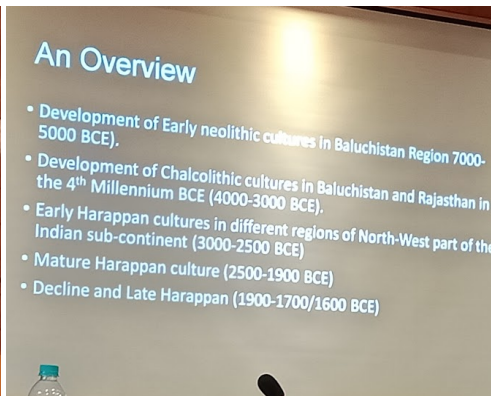 An Overview
• Development of Early neolithic cultures in Baluchistan Region 7000-
5000 BCE).
• Development of Chalcolithic cultures in Baluchistan and Rajasthan in
the 4th Millennium BCE (4000-3000 BCE).
• Early Harappan cultures in different regions of North-West part of the
Indian sub-continent (3000-2500 BCE)
• Mature Harappan culture (2500-1900 BCE)
• Decline and Late Harappan (1900-1700/1600 BCE)